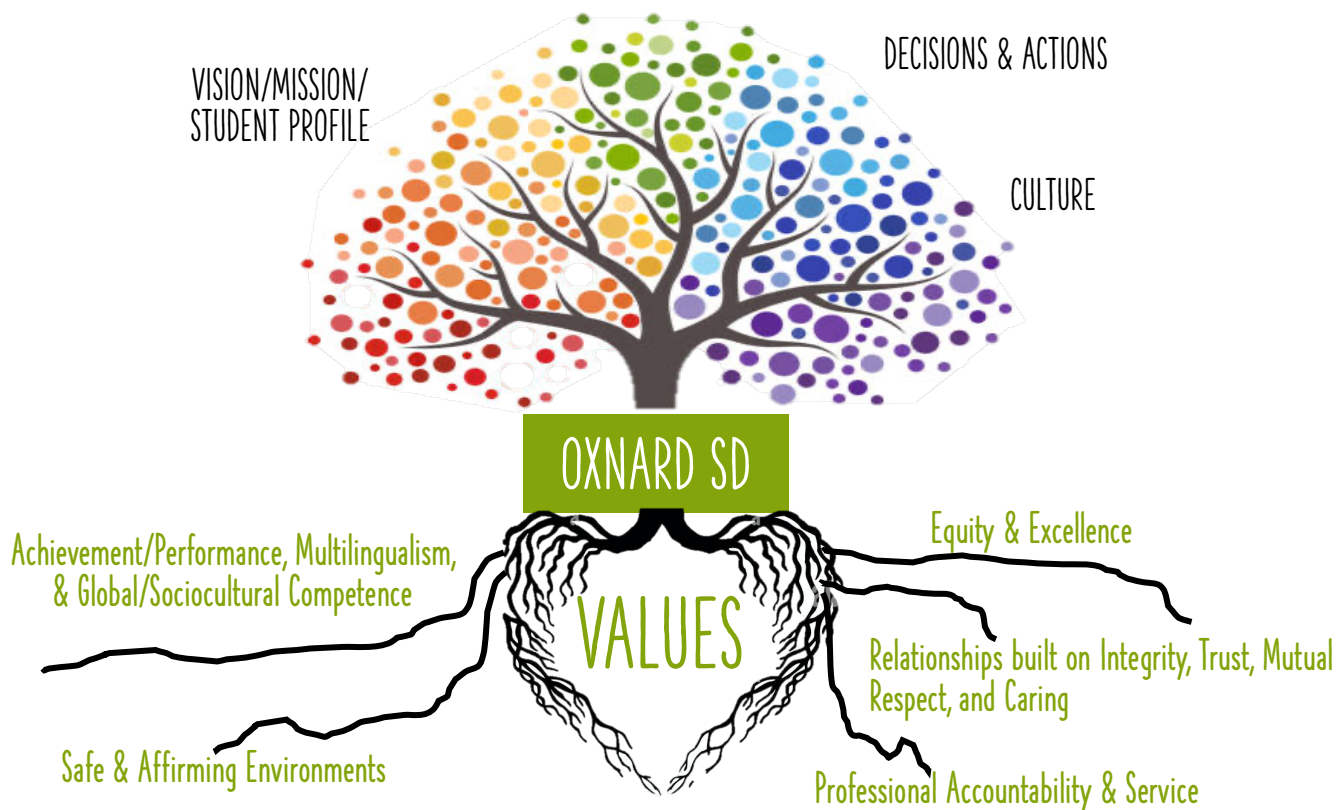 VISION/MISSION/
STUDENT PROFILE
DECISIONS & ACTIONS
CULTURE
OXNARD SD
VALUES
Achievement/Performance, Multilingualism,
& Global/Sociocultural Competence
Safe & Affirming Environments
Equity & Excellence
Relationships built on Integrity, Trust, Mutual
Respect, and Caring
Professional Accountability & Service